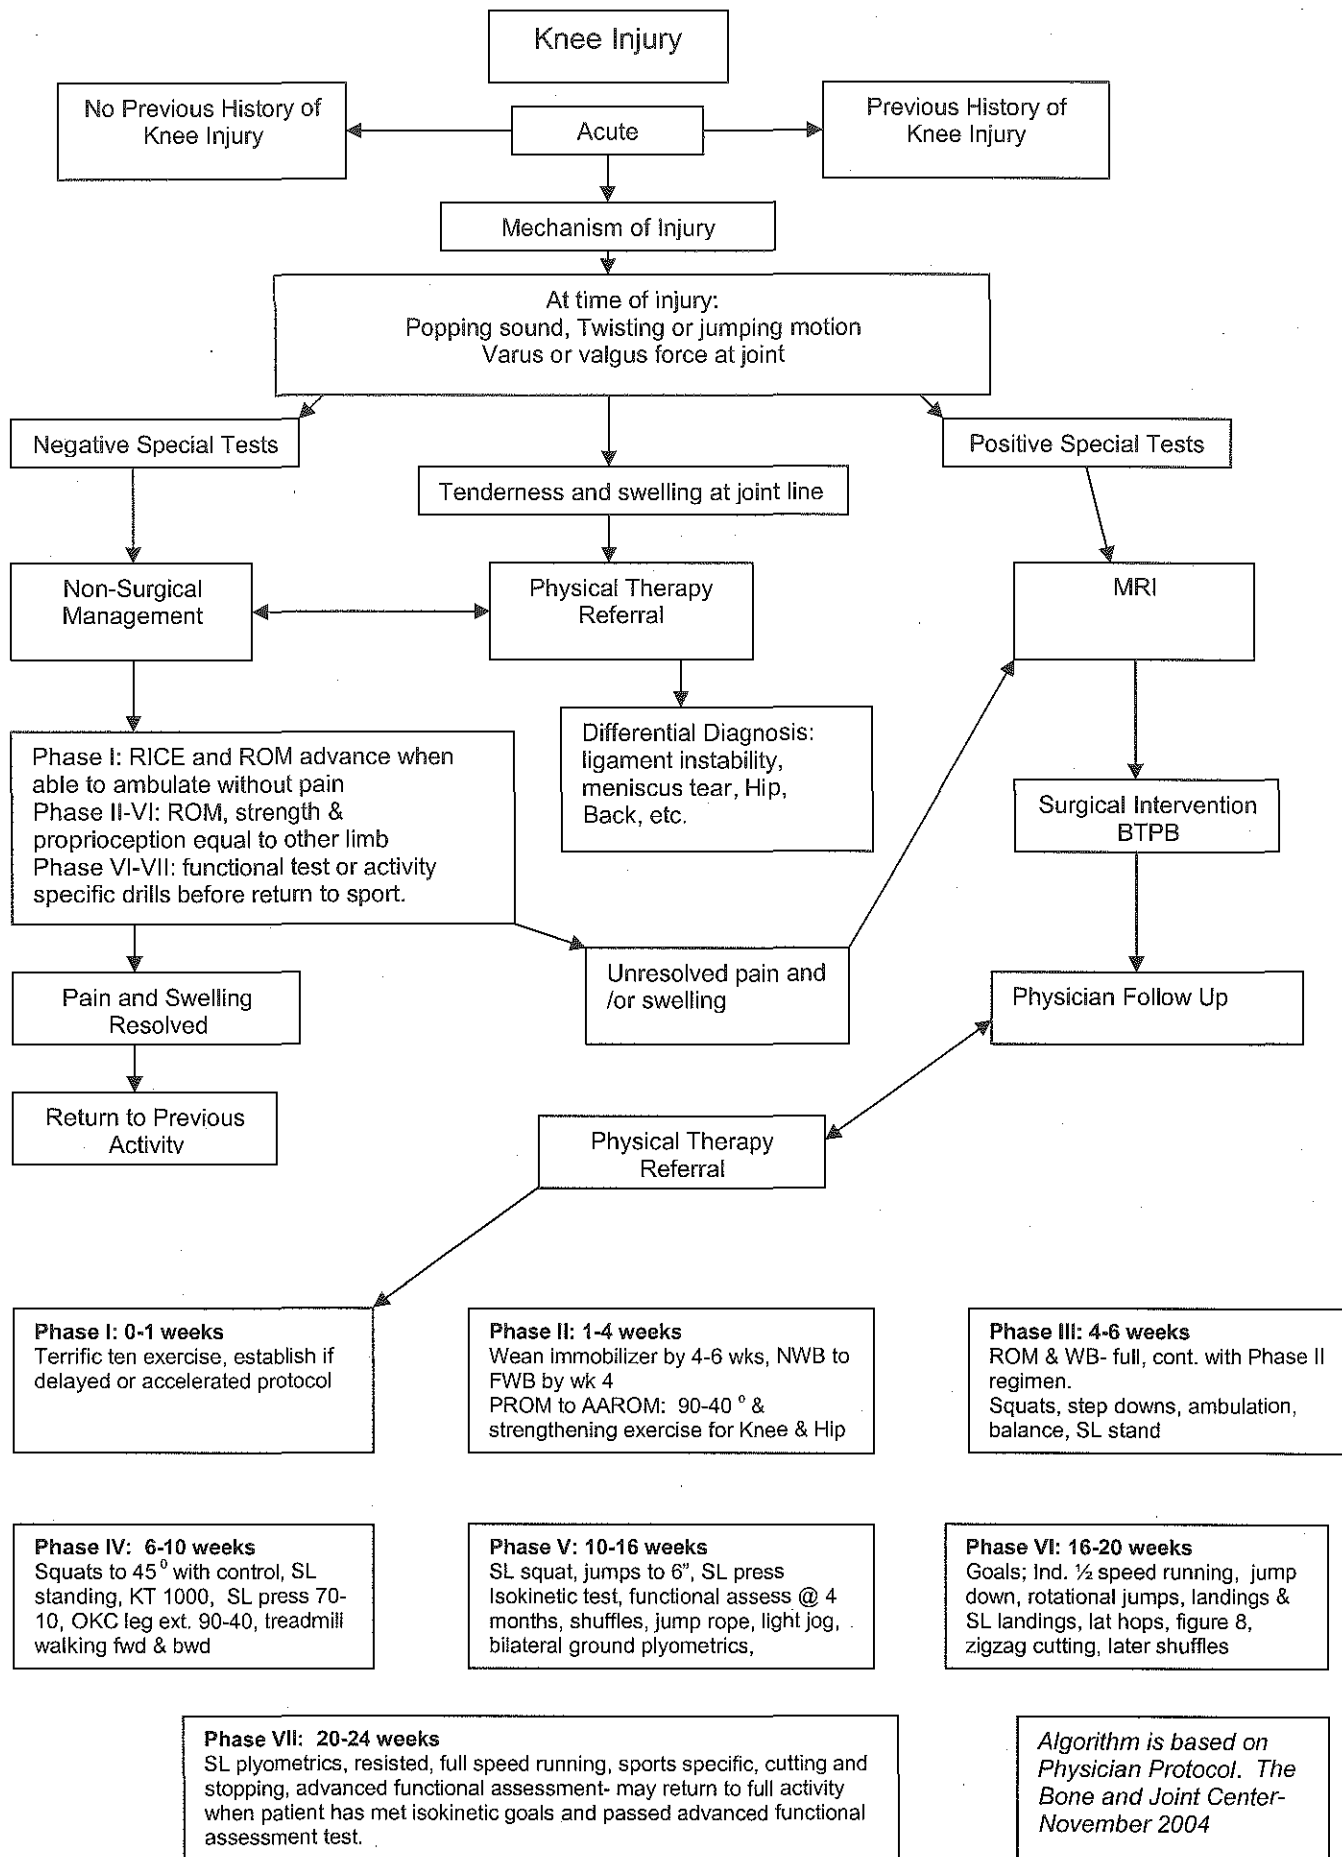 Knee Injury
No Previous History of
Knee Injury
Acute
Previous History of
Knee Injury
Mechanism of Injury
At time of injury:
Popping sound, Twisting or jumping motion
Varus or valgus force at joint
Negative Special Tests
Tenderness and swelling at joint line
Positive Special Tests
Non-Surgical
Management
Physical Therapy
Referral
MRI
Phase I: RICE and ROM advance when
able to ambulate without pain
Phase II-VI: ROM, strength &
proprioception equal to other limb
Phase VI-VII: functional test or activity
specific drills before return to sport.
Differential Diagnosis:
ligament instability,
meniscus tear, Hip,
Back, etc.
Surgical Intervention
BTPB
Pain and Swelling
Resolved
Unresolved pain and
/or swelling
Physician Follow Up
Return to Previous
Activity
Physical Therapy
Referral
Phase I: 0-1 weeks
Terrific ten exercise, establish if
delayed or accelerated protocol
Phase II: 1-4 weeks
Wean immobilizer by 4-6 wks, NWB to
FWB by wk 4
PROM to AAROM: 90-40 º &
strengthening exercise for Knee & Hip
Phase III: 4-6 weeks
ROM & WB- full, cont. with Phase II
regimen.
Squats, step downs, ambulation,
balance, SL stand
Phase IV: 6-10 weeks
Squats to 45º with control, SL
standing, KT 1000, SL press 70-
10, OKC leg ext. 90-40, treadmill
walking fwd & bwd
Phase V: 10-16 weeks
SL squat, jumps to 6”, SL press
Isokinetic test, functional assess @ 4
months, shuffles, jump rope, light jog,
bilateral ground plyometrics,
Phase VI: 16-20 weeks
Goals; Ind. ½ speed running, jump
down, rotational jumps, landings &
SL landings, lat hops, figure 8,
zigzag cutting, later shuffles
Phase VII: 20-24 weeks
SL plyometrics, resisted, full speed running, sports specific, cutting and
stopping, advanced functional assessment- may return to full activity
when patient has met isokinetic goals and passed advanced functional
assessment test.
Algorithm is based on
Physician Protocol. The
Bone and Joint Center-
November 2004